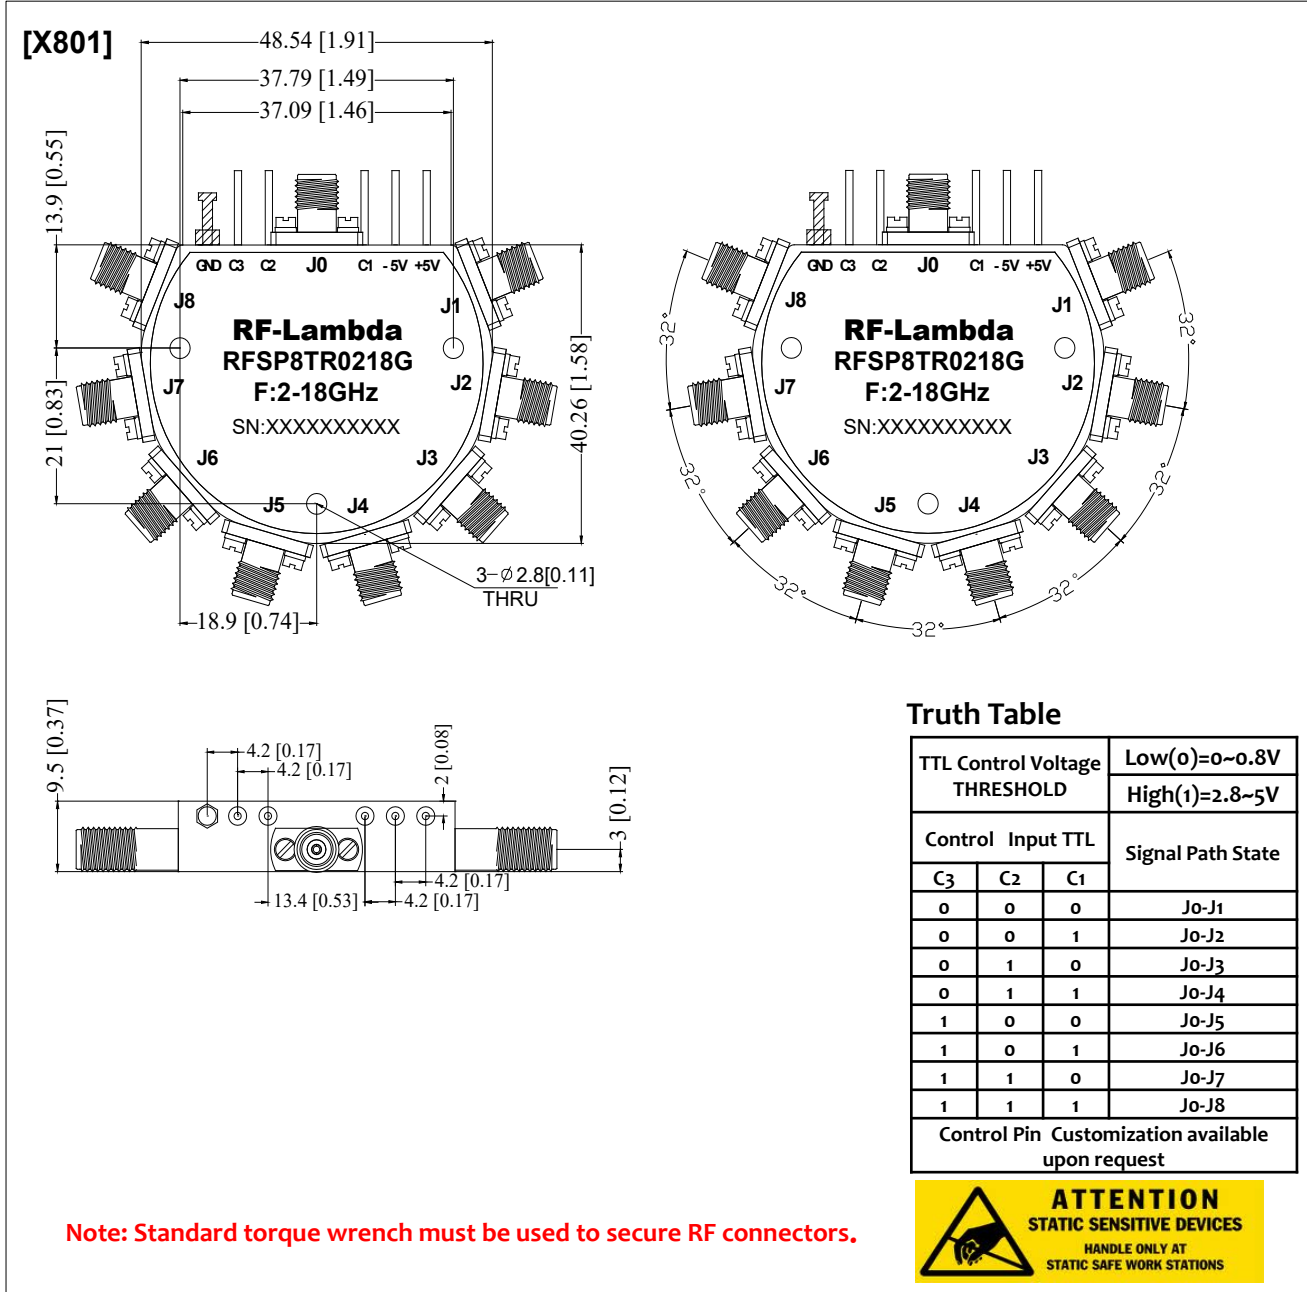 [X801]
48.54 [1.91]
37.79 [1.49]
37.09 [1.46]
13.9 [0.55]
21 [0.83]
40.26 [1.58]
18.9 [0.74]
3-⌀2.8[0.11]
THRU
GND C3 C2 J0 C1 -5V +5V
J8 J1
RF-Lambda
RFSP8TR0218G
J7 J2
F:2-18GHz
SN:XXXXXXXXXX
J6 J3
J5 J4
GND C3 C2 J0 C1 -5V +5V
J8 J1
RF-Lambda
RFSP8TR0218G
J7 J2
F:2-18GHz
SN:XXXXXXXXXX
J6 J3
J5 J4
32° 32°
32° 32°
32° 32°
32°
9.5 [0.37]
4.2 [0.17]
4.2 [0.17]
2 [0.08]
3 [0.12]
4.2 [0.17]
13.4 [0.53] 4.2 [0.17]
Truth Table
TTL Control Voltage
THRESHOLD
Low(0)=0~0.8V
High(1)=2.8~5V
Control Input TTL
Signal Path State
C3 C2 C1
0 0 0 J0-J1
0 0 1 J0-J2
0 1 0 J0-J3
0 1 1 J0-J4
1 0 0 J0-J5
1 0 1 J0-J6
1 1 0 J0-J7
1 1 1 J0-J8
Control Pin Customization available
upon request
Note: Standard torque wrench must be used to secure RF connectors.
ATTENTION
STATIC SENSITIVE DEVICES
HANDLE ONLY AT
STATIC SAFE WORK STATIONS